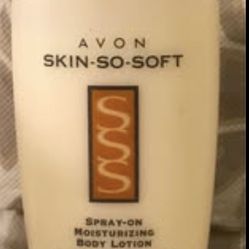 AVON
SKIN-SO-SOFT
SSS
SPRAY-ON
MOISTURIZING
BODY LOTION